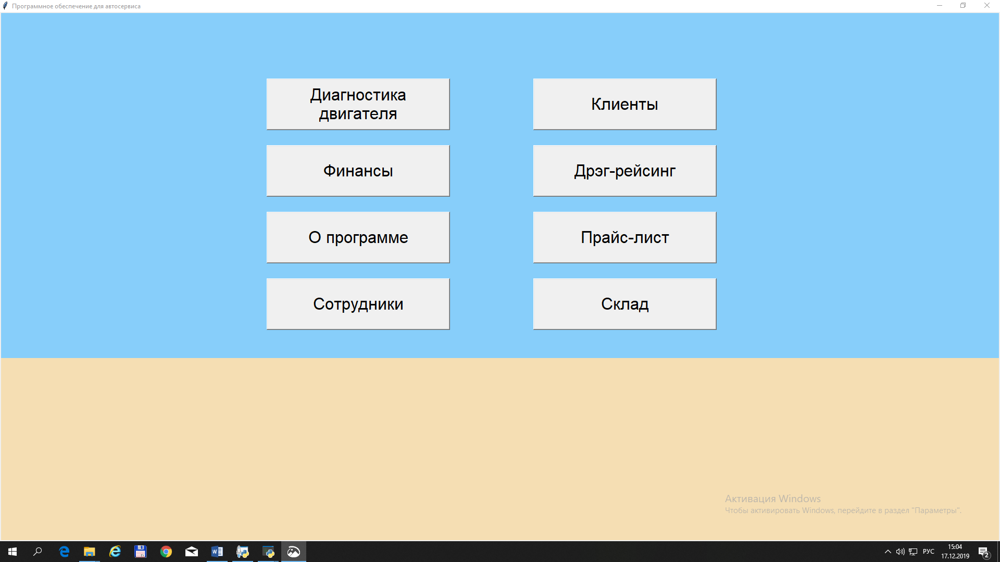 Программное обеспечение для автосервиса
Диагностика
двигателя
Клиенты
Финансы
Дрэг-рейсинг
О программе
Прайс-лист
Сотрудники
Склад
Активация Windows
Чтобы активировать Windows, перейдите в раздел "Параметры".
РУС
15:04
17.12.2019
2